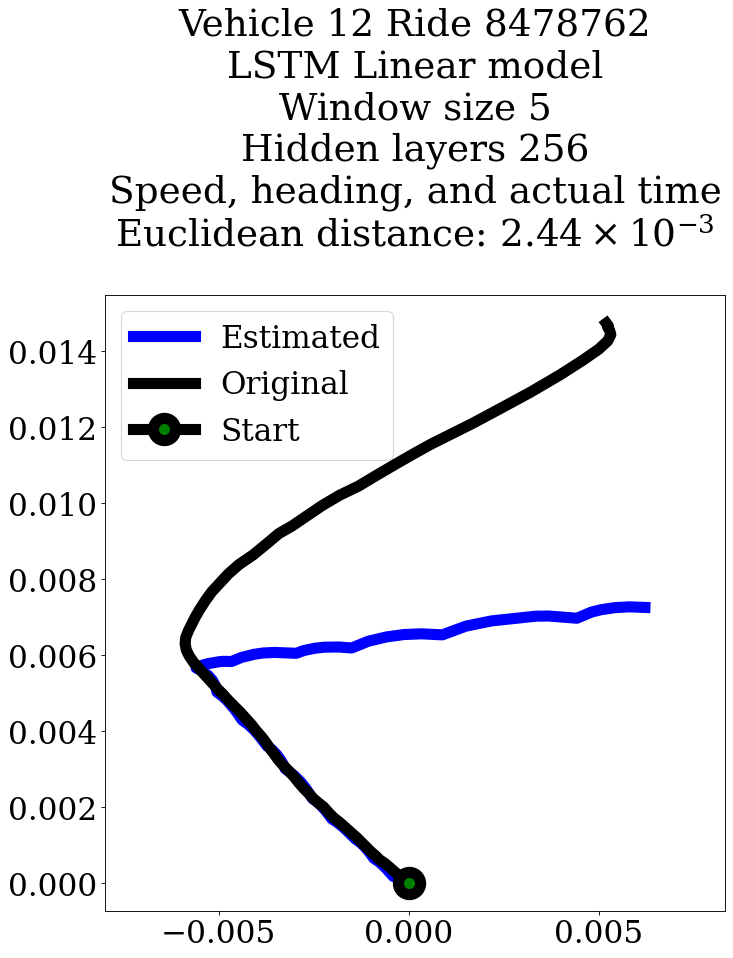 Vehicle 12 Ride 8478762
LSTM Linear model
Window size 5
Hidden layers 256
Speed, heading, and actual time
Euclidean distance: 2.44 × 10⁻³
Estimated
Original
Start
0.014
0.012
0.010
0.008
0.006
0.004
0.002
0.000
−0.005 0.000 0.005